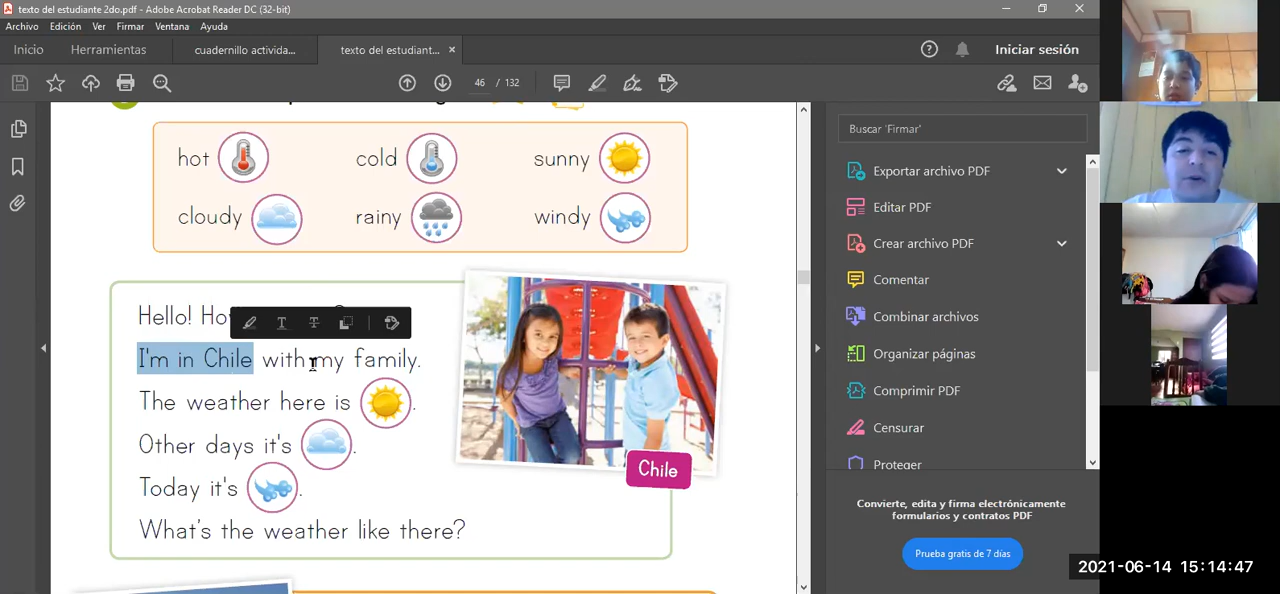 texto del estudiante 2do.pdf - Adobe Acrobat Reader DC (32-bit)
Archivo Edición Ver Firmar Ventana Ayuda
Inicio Herramientas cuadernillo activida... texto del estudiant... × Iniciar sesión
46 / 132
hot cold sunny
cloudy rainy windy
Hello! How
I'm in Chile with my family.
The weather here is .
Other days it's .
Today it's .
What's the weather like there?
Chile
Buscar 'Firmar'
Exportar archivo PDF
Editar PDF
Crear archivo PDF
Comentar
Combinar archivos
Organizar páginas
Comprimir PDF
Censurar
Proteger
Convierte, edita y firma electrónicamente
formularios y contratos PDF
Prueba gratis de 7 días
2021-06-14 15:14:47